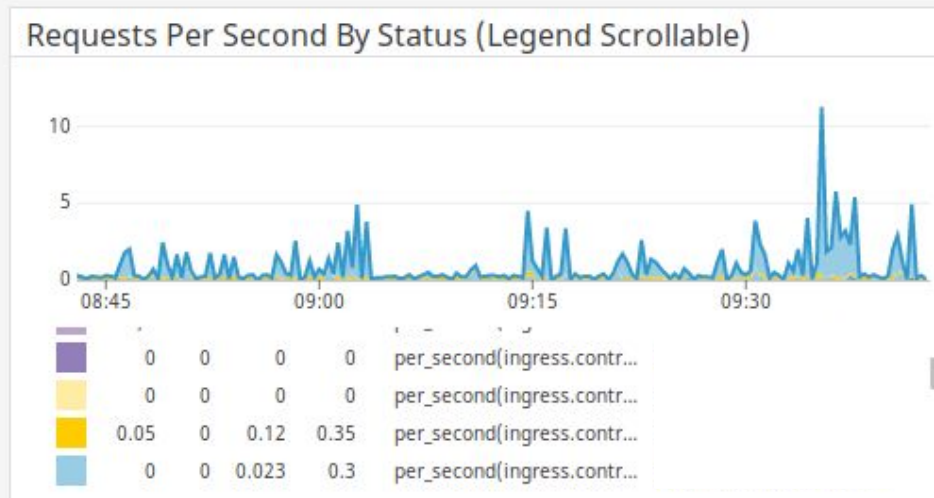 Requests Per Second By Status (Legend Scrollable)
10
5
0
08:45 09:00 09:15 09:30
0 0 0 0 per_second(ingress.contr...
0 0 0 0 per_second(ingress.contr...
0.05 0 0.12 0.35 per_second(ingress.contr...
0 0 0.023 0.3 per_second(ingress.contr...